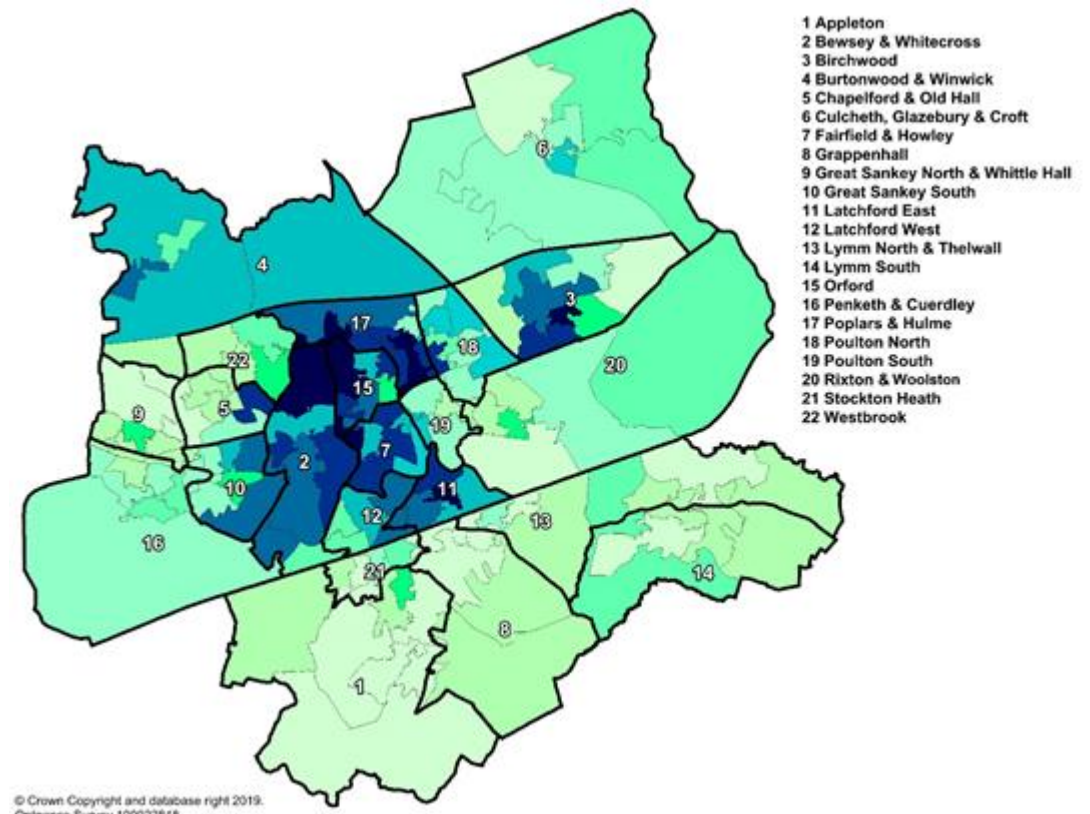 1 Appleton
2 Bewsey & Whitecross
3 Birchwood
4 Burtonwood & Winwick
5 Chapelford & Old Hall
6 Culcheth, Glazebury & Croft
7 Fairfield & Howley
8 Grappenhall
9 Great Sankey North & Whittle Hall
10 Great Sankey South
11 Latchford East
12 Latchford West
13 Lymm North & Thelwall
14 Lymm South
15 Orford
16 Penketh & Cuerdley
17 Poplars & Hulme
18 Poulton North
19 Poulton South
20 Rixton & Woolston
21 Stockton Heath
22 Westbrook
6
4
3
17
18
22
20
15
5
9
19
2
7
10
11
12
16
13
21
14
8
1
© Crown Copyright and database right 2019.